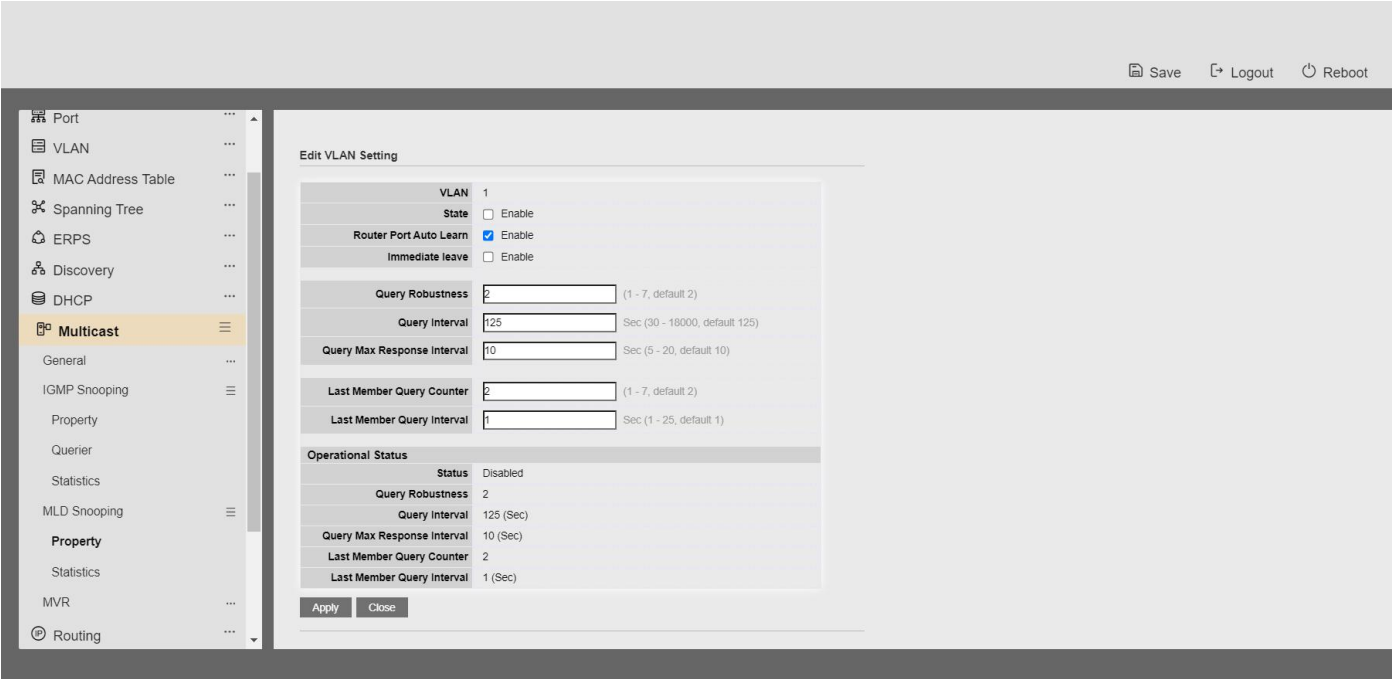 Save Logout Reboot
Port
VLAN
MAC Address Table
Spanning Tree
ERPS
Discovery
DHCP
Multicast
General
IGMP Snooping
Property
Querier
Statistics
MLD Snooping
Property
Statistics
MVR
IP Routing
Edit VLAN Setting
VLAN 1
State Enable
Router Port Auto Learn Enable
Immediate leave Enable
Query Robustness 2 (1 - 7, default 2)
Query Interval 125 Sec (30 - 18000, default 125)
Query Max Response Interval 10 Sec (5 - 20, default 10)
Last Member Query Counter 2 (1 - 7, default 2)
Last Member Query Interval 1 Sec (1 - 25, default 1)
Operational Status
Status Disabled
Query Robustness 2
Query Interval 125 (Sec)
Query Max Response Interval 10 (Sec)
Last Member Query Counter 2
Last Member Query Interval 1 (Sec)
Apply Close